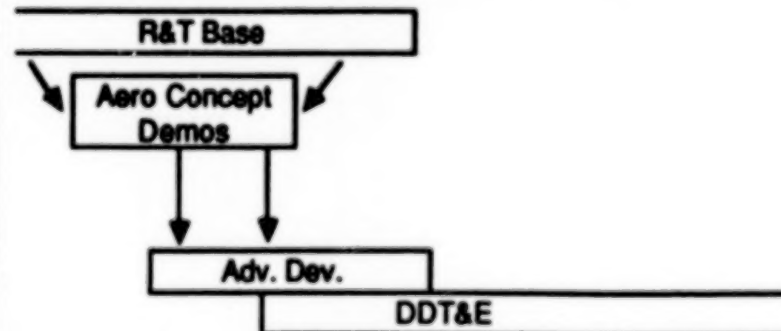 R&T Base
Aero Concept
Demos
Adv. Dev.
DDT&E